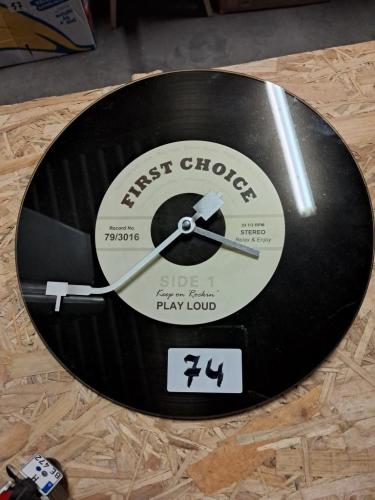 FIRST CHOICE
Record No.
79/3016
33 1/3 RPM
STEREO
Relax & Enjoy
SIDE 1
Keep on Rockin'
PLAY LOUD
74